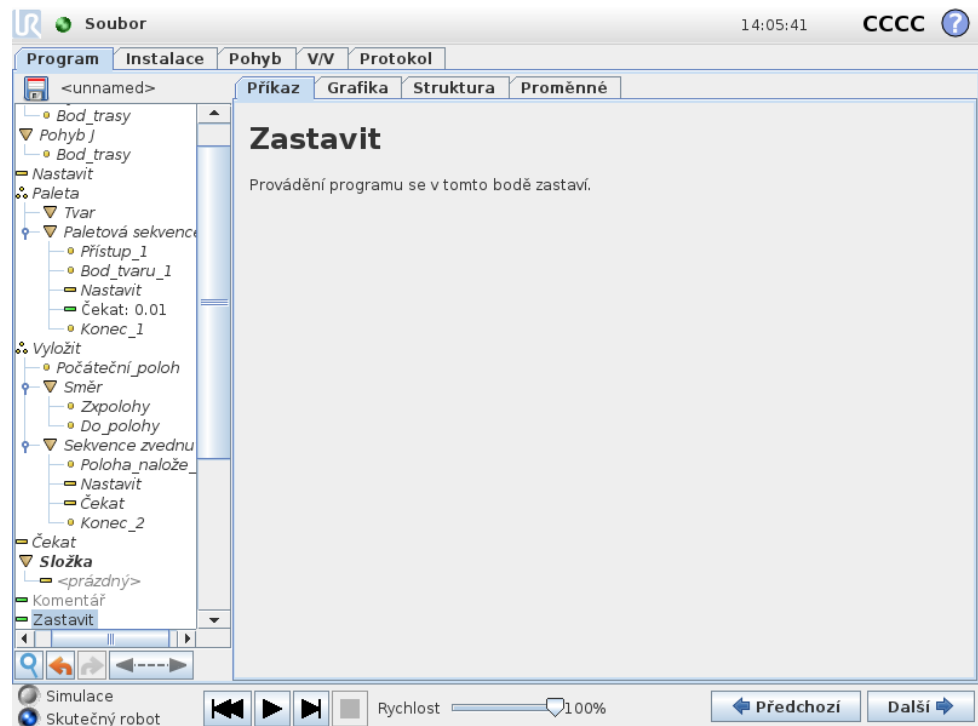 Soubor
14:05:41
CCCC
?
Program Instalace Pohyb V/V Protokol
<unnamed>
Příkaz Grafika Struktura Proměnné
Bod_trasy
Pohyb J
Bod_trasy
Nastavit
Paleta
Tvar
Paletová sekvence
Přístup_1
Bod_tvaru_1
Nastavit
Čekat: 0.01
Konec_1
Vyložit
Počáteční_poloh
Směr
Zxpolohy
Do_polohy
Sekvence zvednu
Poloha_nalože_
Nastavit
Čekat
Konec_2
Čekat
Složka
<prázdný>
Komentář
Zastavit
Zastavit
Provádění programu se v tomto bodě zastaví.
Simulace
Skutečný robot
Rychlost
100%
Předchozí
Další